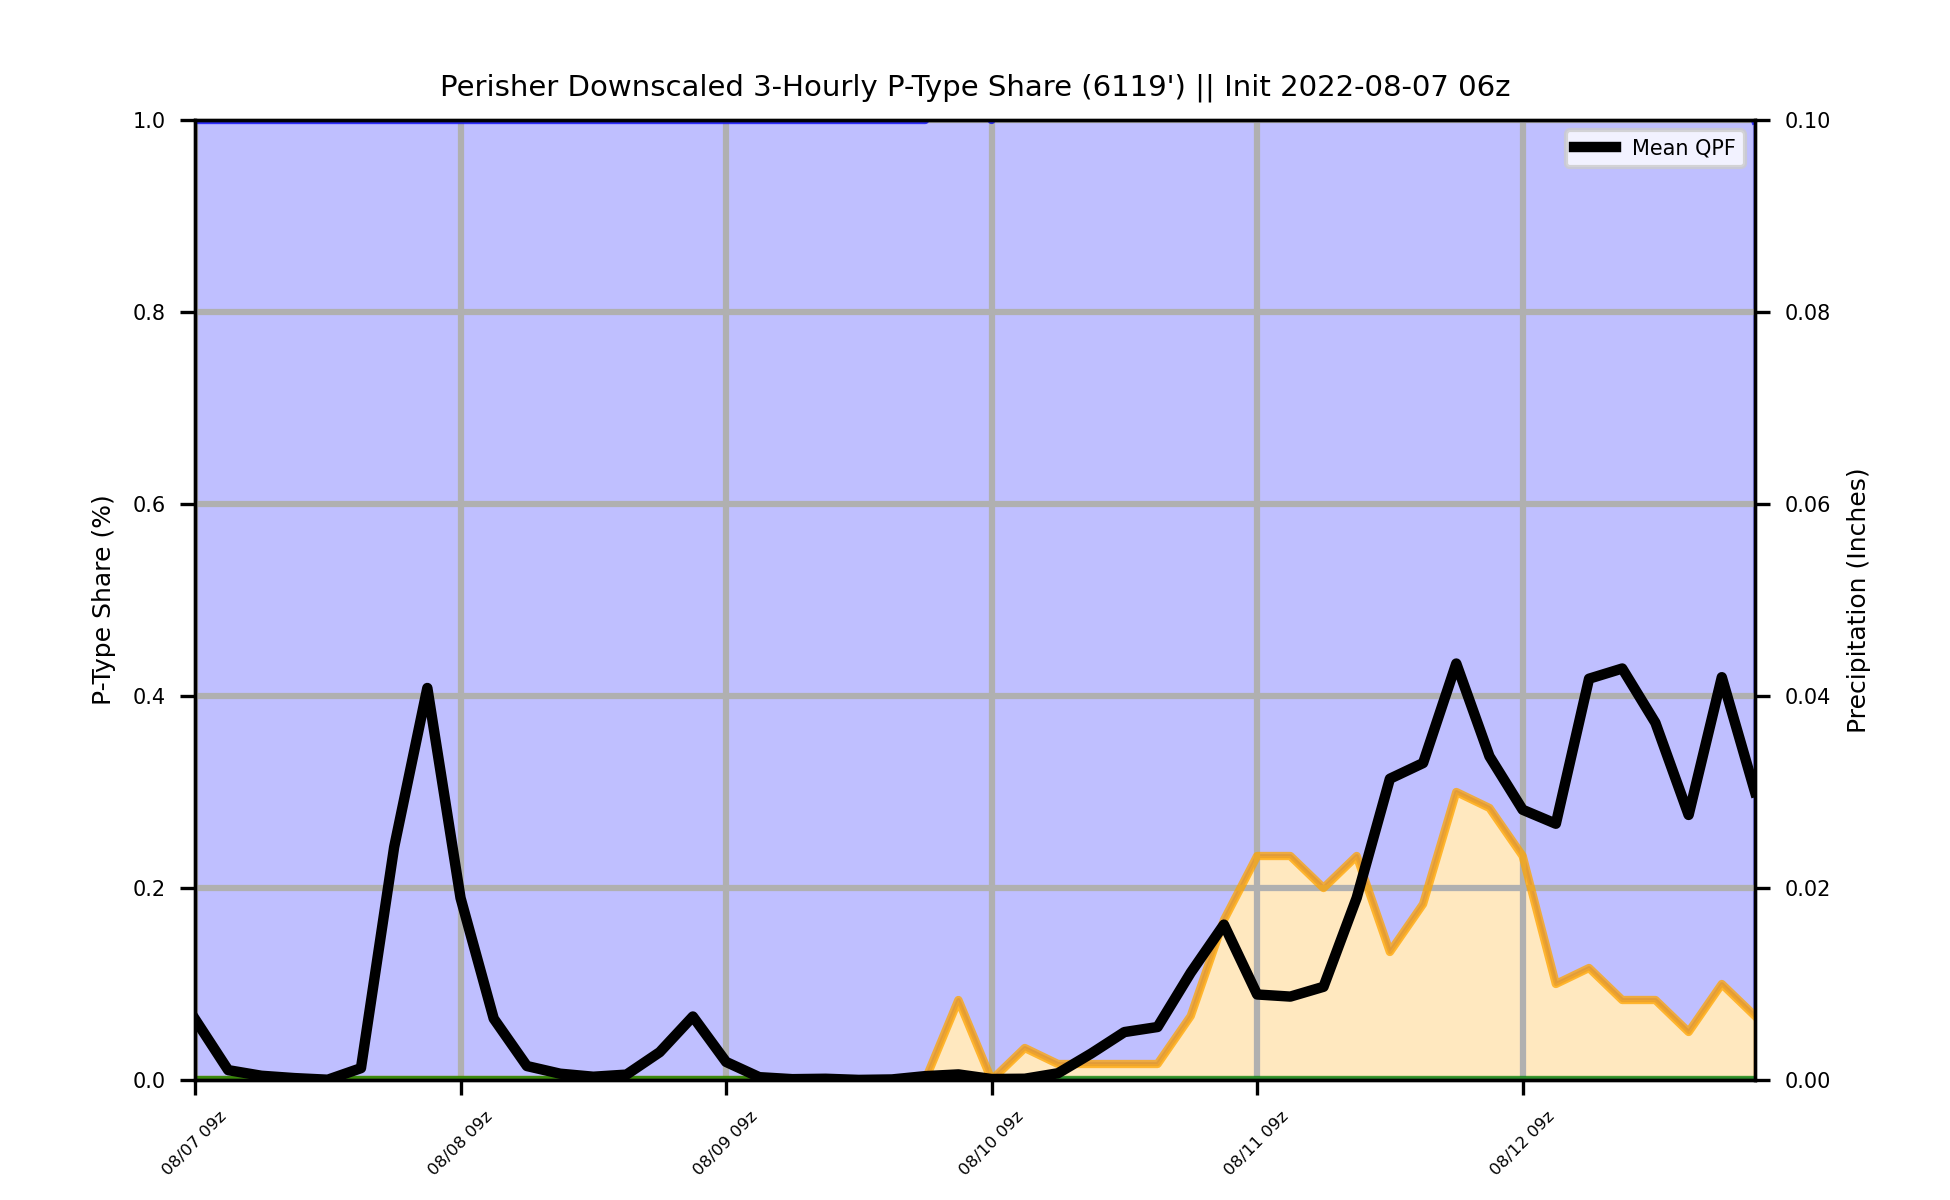 Perisher Downscaled 3-Hourly P-Type Share (6119') || Init 2022-08-07 06z
Mean QPF
P-Type Share (%)
1.0
0.8
0.6
0.4
0.2
0.0
0.10
0.08
0.06
0.04
0.02
0.00
Precipitation (Inches)
08/07 09z
08/08 09z
08/09 09z
08/10 09z
08/11 09z
08/12 09z